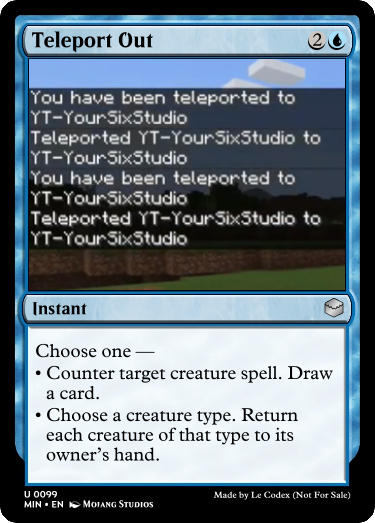 Teleport Out 2
You have been teleported to
YT-YourSixStudio
Teleported YT-YourSixStudio to
YT-YourSixStudio
You have been teleported to
YT-YourSixStudio
Teleported YT-YourSixStudio to
YT-YourSixStudio
Instant
Choose one —
• Counter target creature spell. Draw
a card.
• Choose a creature type. Return
each creature of that type to its
owner's hand.
U 0099
MIN • EN Mojang Studios
Made by Le Codex (Not For Sale)